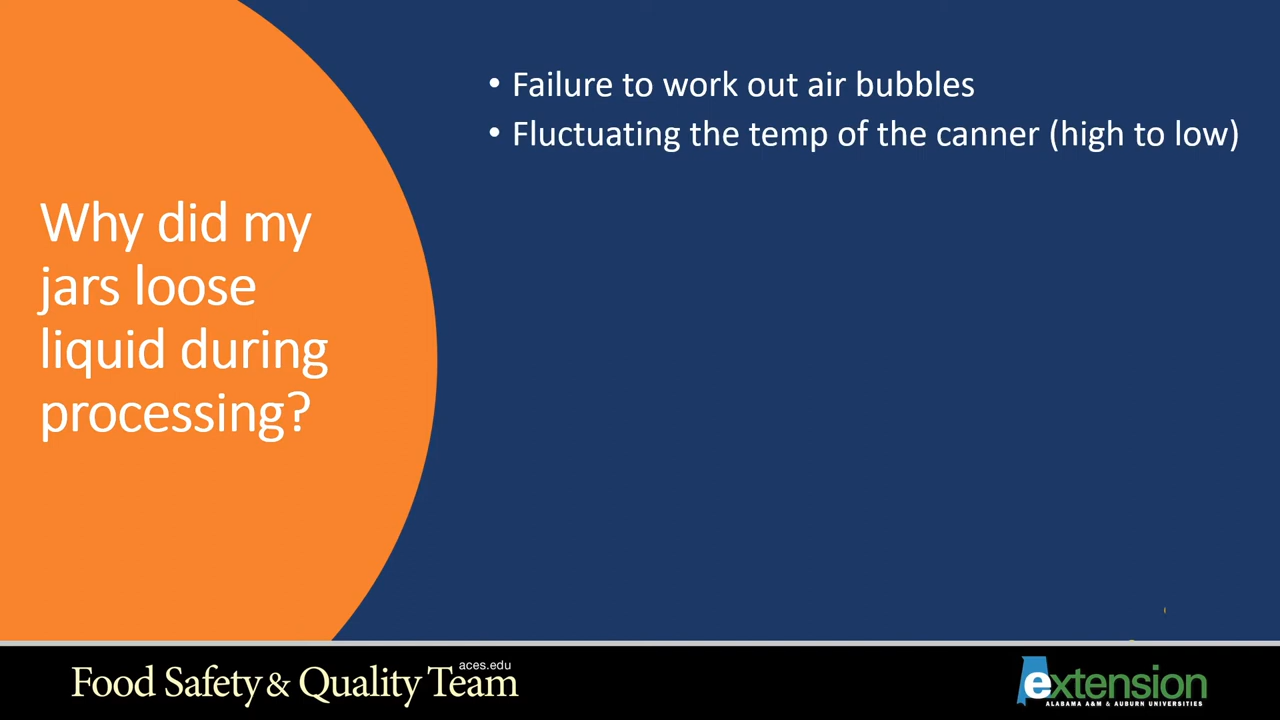 Why did my
jars loose
liquid during
processing?
• Failure to work out air bubbles
• Fluctuating the temp of the canner (high to low)
aces.edu
Food Safety & Quality Team
extension
ALABAMA A&M & AUBURN UNIVERSITIES